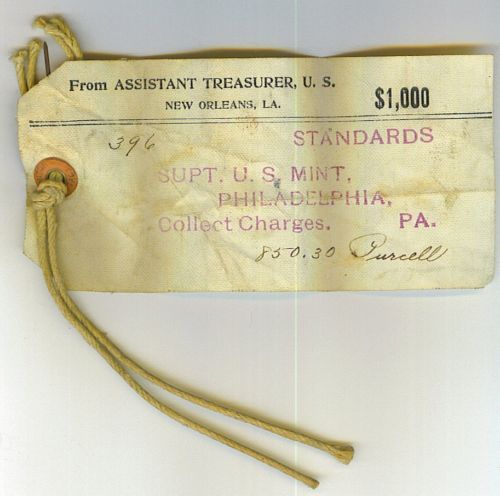 From ASSISTANT TREASURER, U. S.
NEW ORLEANS, LA.
$1,000
396
STANDARDS
SUPT. U. S. MINT,
PHILADELPHIA,
Collect Charges. PA.
850.30 Purcell